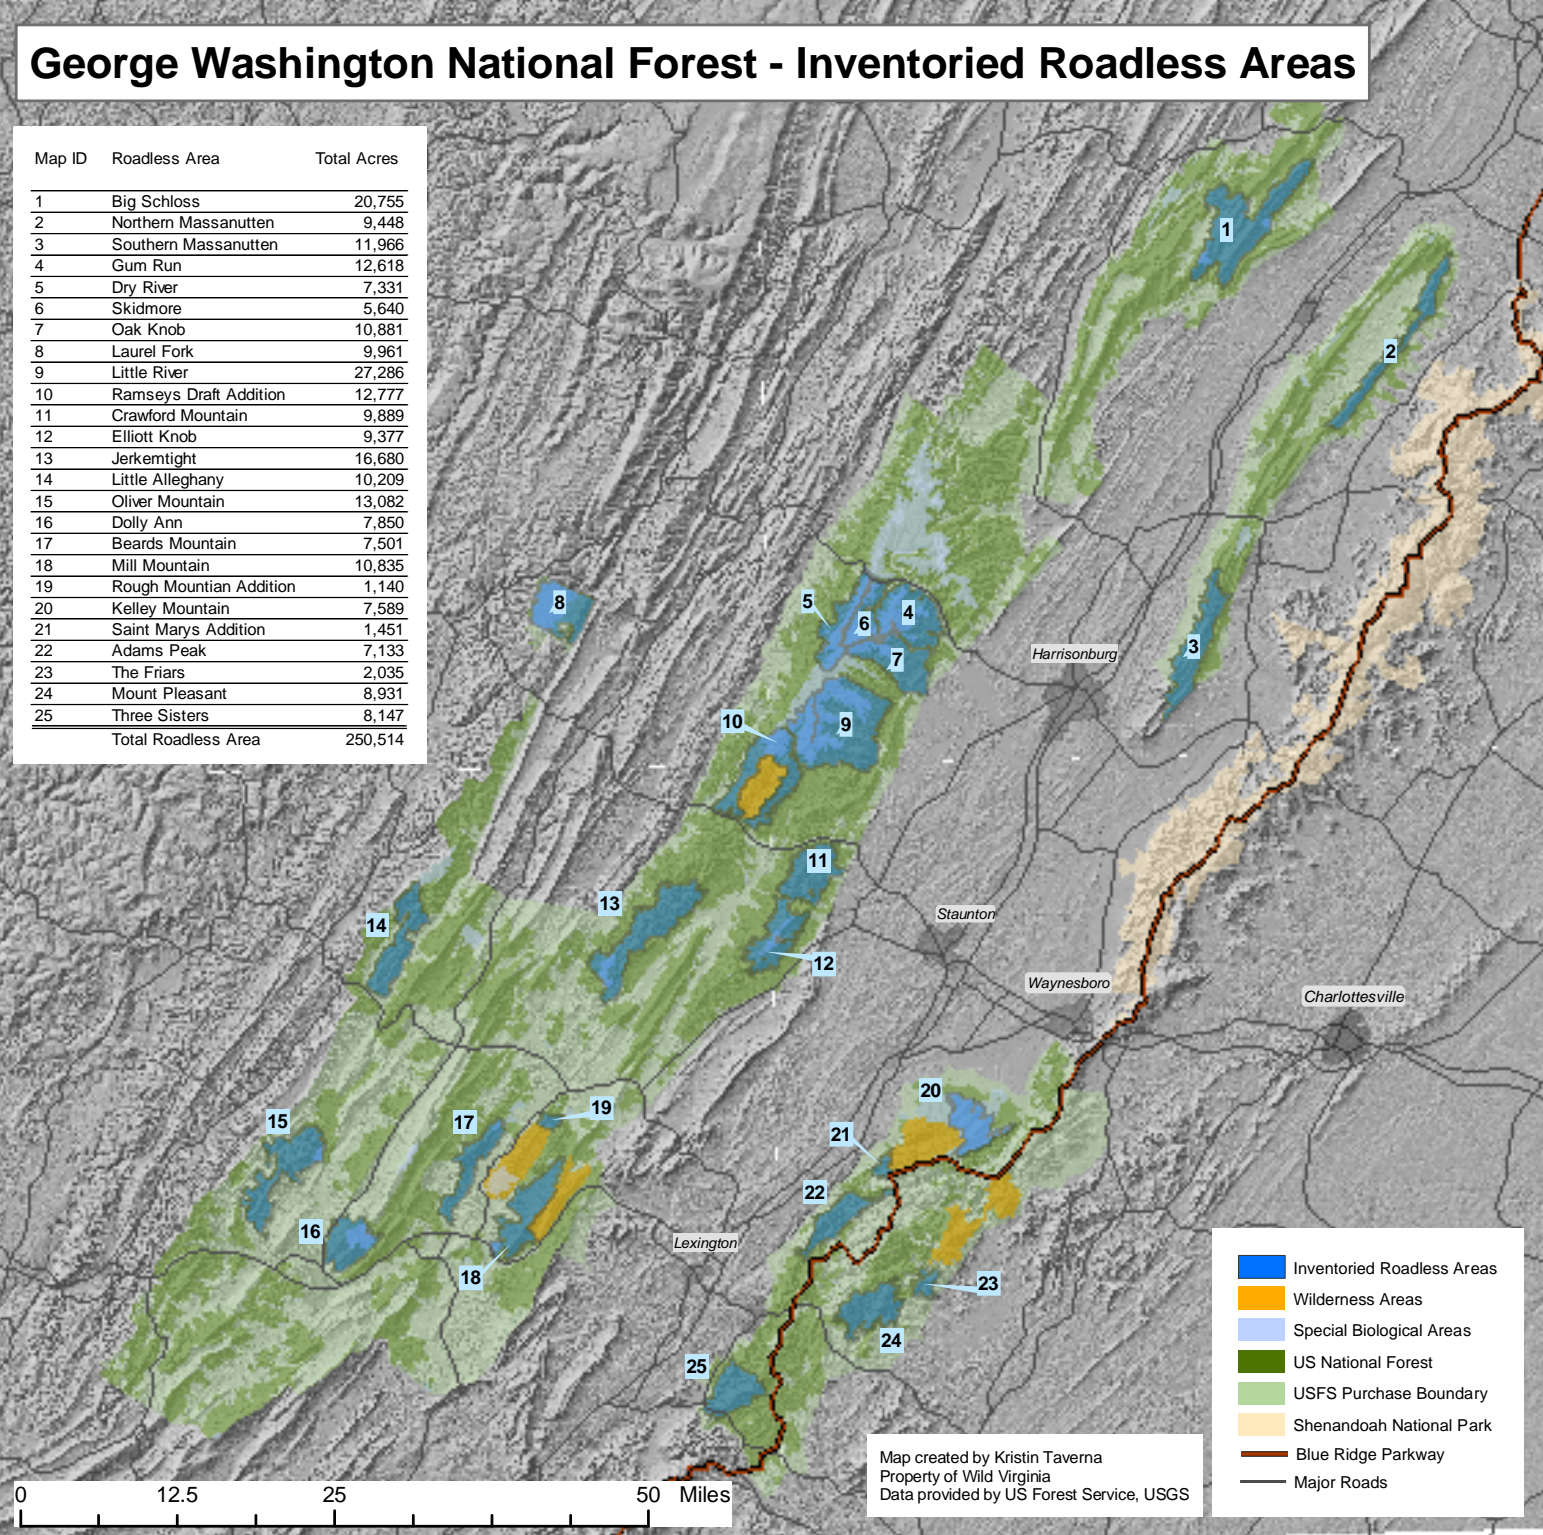 George Washington National Forest - Inventoried Roadless Areas
Map ID Roadless Area Total Acres
1 Big Schloss 20,755
2 Northern Massanutten 9,448
3 Southern Massanutten 11,966
4 Gum Run 12,618
5 Dry River 7,331
6 Skidmore 5,640
7 Oak Knob 10,881
8 Laurel Fork 9,961
9 Little River 27,286
10 Ramseys Draft Addition 12,777
11 Crawford Mountain 9,889
12 Elliott Knob 9,377
13 Jerkemtight 16,680
14 Little Alleghany 10,209
15 Oliver Mountain 13,082
16 Dolly Ann 7,850
17 Beards Mountain 7,501
18 Mill Mountain 10,835
19 Rough Mountian Addition 1,140
20 Kelley Mountain 7,589
21 Saint Marys Addition 1,451
22 Adams Peak 7,133
23 The Friars 2,035
24 Mount Pleasant 8,931
25 Three Sisters 8,147
Total Roadless Area 250,514
1
2
8
5
4
6
3
7
Harrisonburg
10
9
11
13
Staunton
14
12
Waynesboro
Charlottesville
20
19
15
17
21
22
16
Lexington
18
23
24
25
Inventoried Roadless Areas
Wilderness Areas
Special Biological Areas
US National Forest
USFS Purchase Boundary
Shenandoah National Park
Blue Ridge Parkway
Major Roads
Map created by Kristin Taverna
Property of Wild Virginia
Data provided by US Forest Service, USGS
0 12.5 25 50 Miles